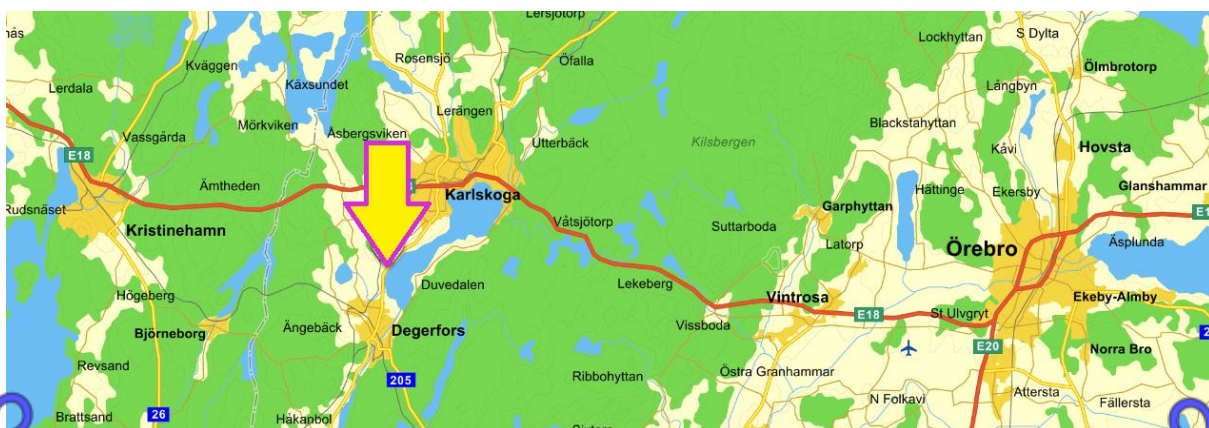 Lersjötorp
S Dylta
Lockhyttan
Kväggen
Rosensjö
Öfalla
Ölmbrotorp
Lerdala
Käxsundet
Långbyn
Lerängen
Mörkviken
Blackstahyttan
Vassgårda
Åsbergsviken
Utterbäck
Kilsbergen
Kåvi
Hovsta
E18
Ämtheden
Karlskoga
Hättinge
Ekersby
Glanshammar
Rudsnäset
Garphyttan
Kristinehamn
Våtsjötorp
Suttarboda
Latorp
Örebro
Äsplunda
Duvedalen
Lekeberg
Högeberg
Vintrosa
Ekeby-Almby
Björneborg
Ängebäck
Degerfors
Vissboda
E18
St Ulvgryt
E20
Norra Bro
Revsand
205
Ribbohyttan
Östra Granhammar
Attersta
26
Brattsand
Håkanbol
N Folkavi
Fällersta